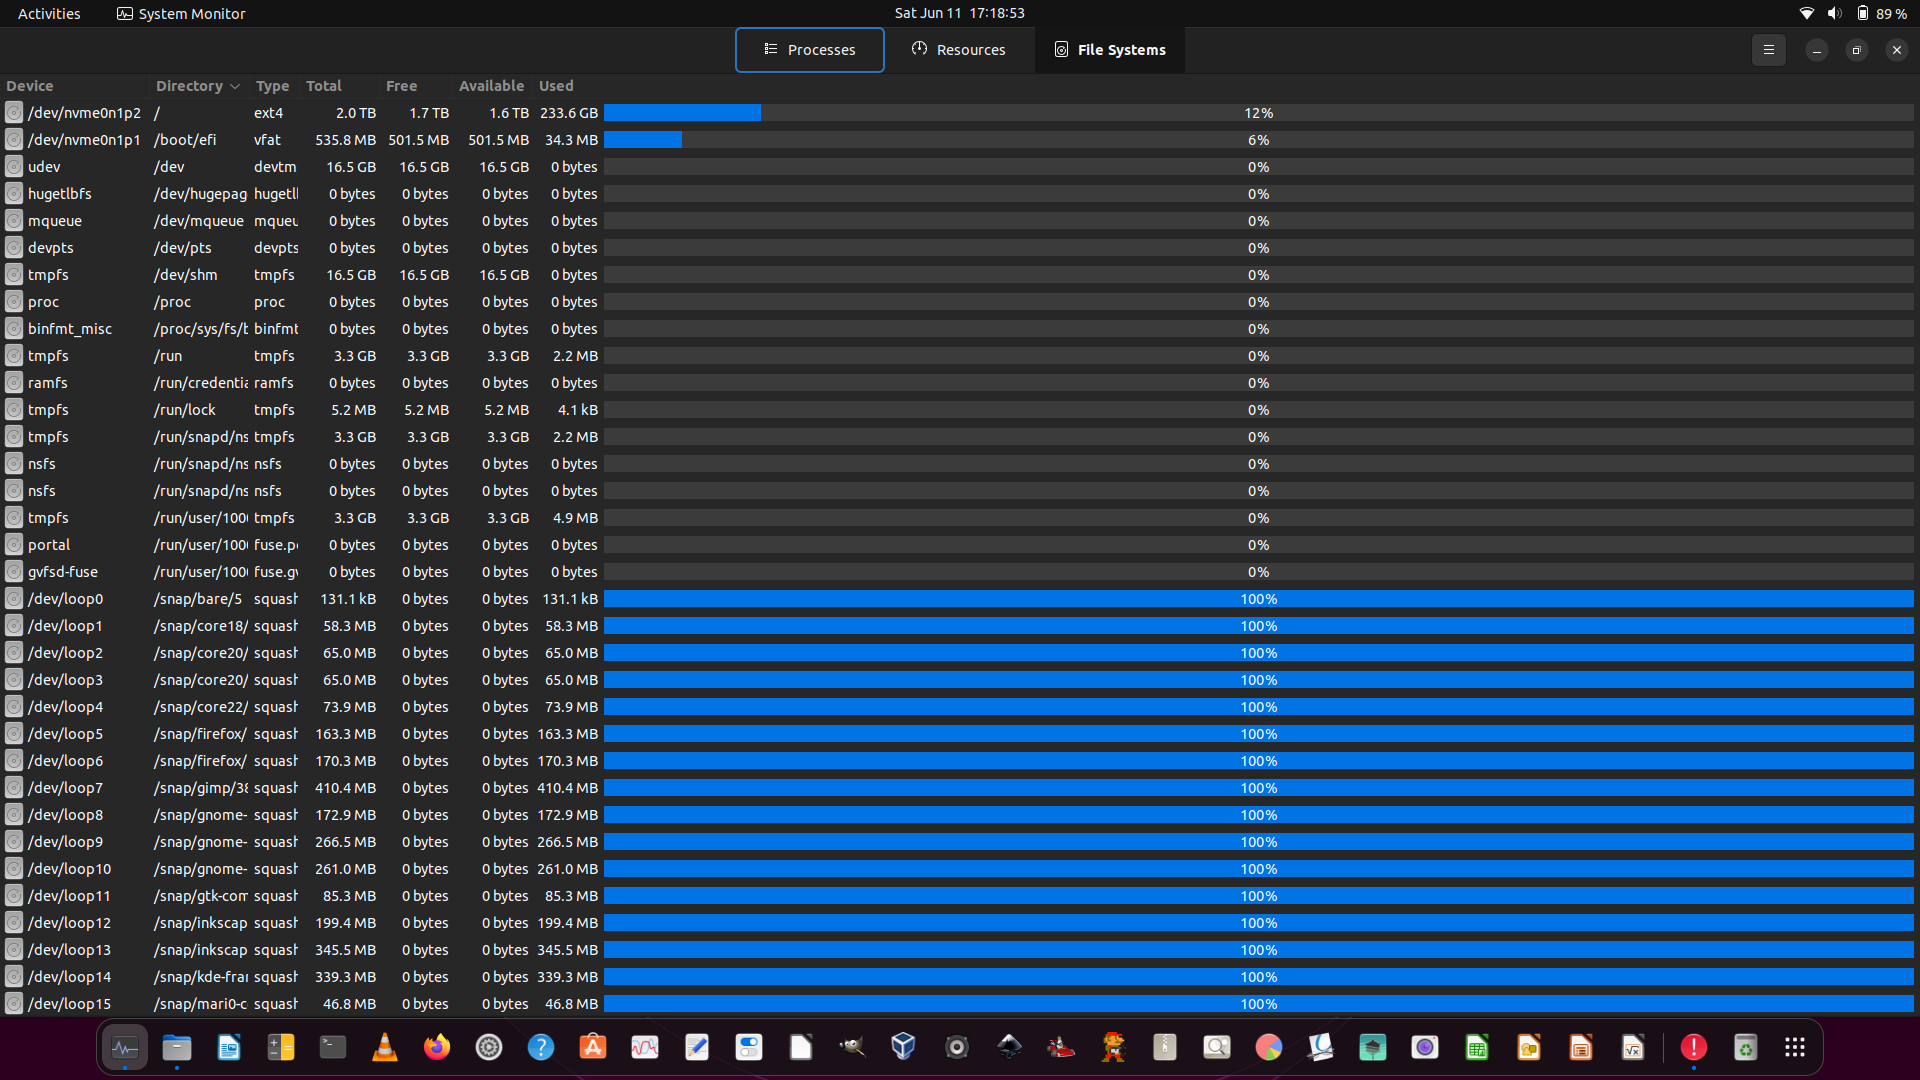 Activities System Monitor Sat Jun 11 17:18:53 89 %
Processes Resources File Systems
Device Directory Type Total Free Available Used
/dev/nvme0n1p2 / ext4 2.0 TB 1.7 TB 1.6 TB 233.6 GB 12%
/dev/nvme0n1p1 /boot/efi vfat 535.8 MB 501.5 MB 501.5 MB 34.3 MB 6%
udev /dev devtm 16.5 GB 16.5 GB 16.5 GB 0 bytes 0%
hugetlbfs /dev/hugepag hugetl 0 bytes 0 bytes 0 bytes 0 bytes 0%
mqueue /dev/mqueue mqueu 0 bytes 0 bytes 0 bytes 0 bytes 0%
devpts /dev/pts devpts 0 bytes 0 bytes 0 bytes 0 bytes 0%
tmpfs /dev/shm tmpfs 16.5 GB 16.5 GB 16.5 GB 0 bytes 0%
proc /proc proc 0 bytes 0 bytes 0 bytes 0 bytes 0%
binfmt_misc /proc/sys/fs/b binfmt 0 bytes 0 bytes 0 bytes 0 bytes 0%
tmpfs /run tmpfs 3.3 GB 3.3 GB 3.3 GB 2.2 MB 0%
ramfs /run/credentia ramfs 0 bytes 0 bytes 0 bytes 0 bytes 0%
tmpfs /run/lock tmpfs 5.2 MB 5.2 MB 5.2 MB 4.1 kB 0%
tmpfs /run/snapd/ns tmpfs 3.3 GB 3.3 GB 3.3 GB 2.2 MB 0%
nsfs /run/snapd/ns nsfs 0 bytes 0 bytes 0 bytes 0 bytes 0%
nsfs /run/snapd/ns nsfs 0 bytes 0 bytes 0 bytes 0 bytes 0%
tmpfs /run/user/100 tmpfs 3.3 GB 3.3 GB 3.3 GB 4.9 MB 0%
portal /run/user/100 fuse.p 0 bytes 0 bytes 0 bytes 0 bytes 0%
gvfsd-fuse /run/user/100 fuse.gv 0 bytes 0 bytes 0 bytes 0 bytes 0%
/dev/loop0 /snap/bare/5 squash 131.1 kB 0 bytes 0 bytes 131.1 kB 100%
/dev/loop1 /snap/core18/ squash 58.3 MB 0 bytes 0 bytes 58.3 MB 100%
/dev/loop2 /snap/core20/ squash 65.0 MB 0 bytes 0 bytes 65.0 MB 100%
/dev/loop3 /snap/core20/ squash 65.0 MB 0 bytes 0 bytes 65.0 MB 100%
/dev/loop4 /snap/core22/ squash 73.9 MB 0 bytes 0 bytes 73.9 MB 100%
/dev/loop5 /snap/firefox/ squash 163.3 MB 0 bytes 0 bytes 163.3 MB 100%
/dev/loop6 /snap/firefox/ squash 170.3 MB 0 bytes 0 bytes 170.3 MB 100%
/dev/loop7 /snap/gimp/38 squash 410.4 MB 0 bytes 0 bytes 410.4 MB 100%
/dev/loop8 /snap/gnome- squash 172.9 MB 0 bytes 0 bytes 172.9 MB 100%
/dev/loop9 /snap/gnome- squash 266.5 MB 0 bytes 0 bytes 266.5 MB 100%
/dev/loop10 /snap/gnome- squash 261.0 MB 0 bytes 0 bytes 261.0 MB 100%
/dev/loop11 /snap/gtk-com squash 85.3 MB 0 bytes 0 bytes 85.3 MB 100%
/dev/loop12 /snap/inkscap squash 199.4 MB 0 bytes 0 bytes 199.4 MB 100%
/dev/loop13 /snap/inkscap squash 345.5 MB 0 bytes 0 bytes 345.5 MB 100%
/dev/loop14 /snap/kde-fra squash 339.3 MB 0 bytes 0 bytes 339.3 MB 100%
/dev/loop15 /snap/mari0-c squash 46.8 MB 0 bytes 0 bytes 46.8 MB 100%